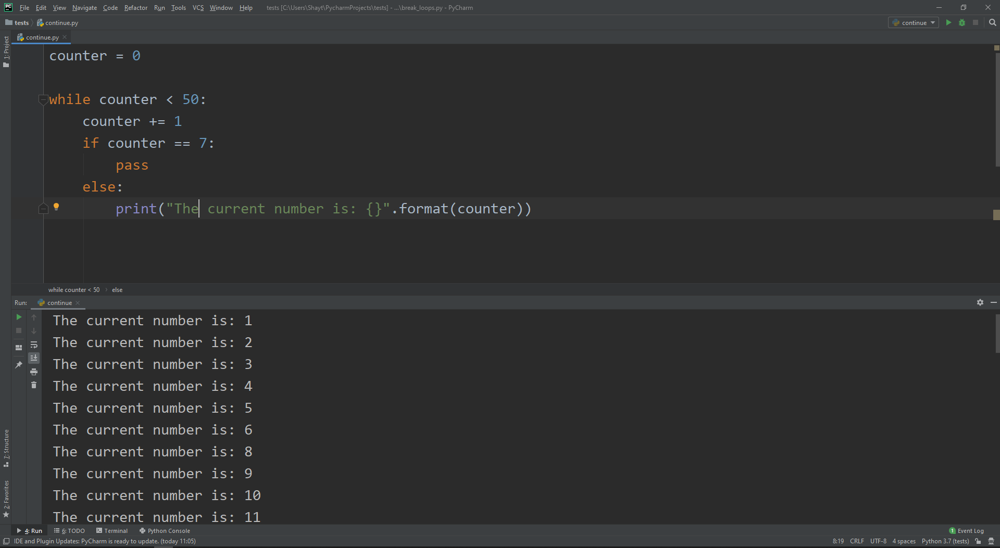 PC File Edit View Navigate Code Refactor Run Tools VCS Window Help tests [C:\Users\Shayt\PycharmProjects\tests] - ...\break_loops.py - PyCharm
tests continue.py continue
1: Project
continue.py
counter = 0
while counter < 50:
counter += 1
if counter == 7:
pass
else:
print("The current number is: {}".format(counter))
while counter < 50 › else
Run: continue
The current number is: 1
The current number is: 2
The current number is: 3
The current number is: 4
The current number is: 5
The current number is: 6
The current number is: 8
The current number is: 9
The current number is: 10
The current number is: 11
7: Structure
2: Favorites
4: Run 6: TODO Terminal Python Console 1 Event Log
IDE and Plugin Updates: PyCharm is ready to update. (today 11:05) 8:19 CRLF UTF-8 4 spaces Python 3.7 (tests)